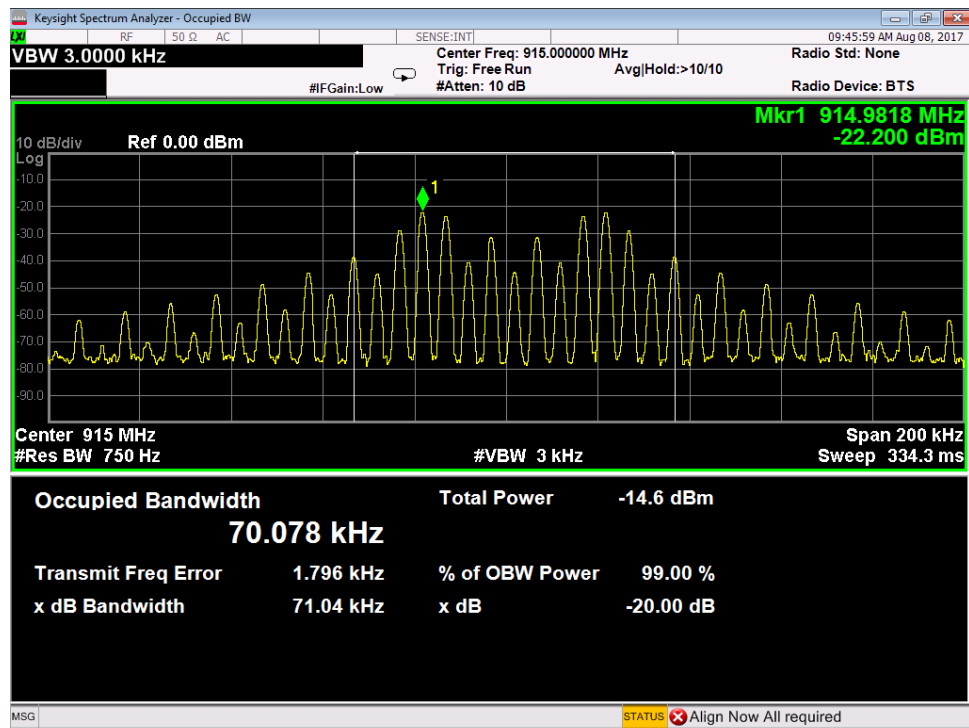 Keysight Spectrum Analyzer - Occupied BW
LXI RF 50 Ω AC SENSE:INT 09:45:59 AM Aug 08, 2017
VBW 3.0000 kHz
Center Freq: 915.000000 MHz
Radio Std: None
Trig: Free Run
Avg|Hold:>10/10
#IFGain:Low
#Atten: 10 dB
Radio Device: BTS
Mkr1 914.9818 MHz
-22.200 dBm
10 dB/div Ref 0.00 dBm
Log
-10.0
1
-20.0
-30.0
-40.0
-50.0
-60.0
-70.0
-80.0
-90.0
Center 915 MHz Span 200 kHz
#Res BW 750 Hz #VBW 3 kHz Sweep 334.3 ms
Occupied Bandwidth
70.078 kHz
Total Power -14.6 dBm
Transmit Freq Error 1.796 kHz % of OBW Power 99.00 %
x dB Bandwidth 71.04 kHz x dB -20.00 dB
MSG STATUS Align Now All required